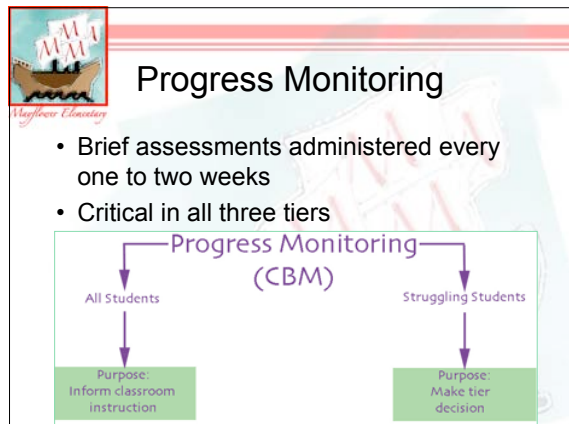 M M M
M M M
Mayflower Elementary
Progress Monitoring
• Brief assessments administered every
one to two weeks
• Critical in all three tiers
Progress Monitoring
(CBM)
All Students
Struggling Students
Purpose:
Inform classroom
instruction
Purpose:
Make tier
decision